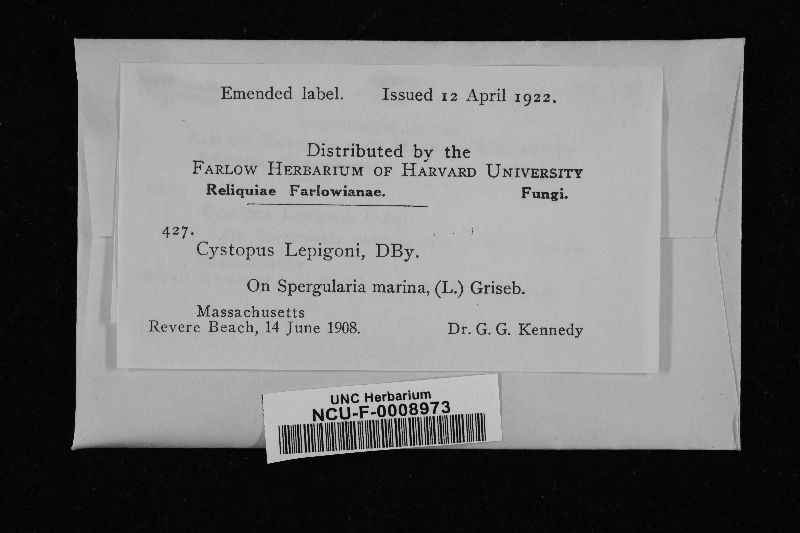 Emended label. Issued 12 April 1922.
Distributed by the
FARLOW HERBARIUM OF HARVARD UNIVERSITY
Reliquiae Farlowianae. Fungi.
427.
Cystopus Lepigoni, DBy.
On Spergularia marina, (L.) Griseb.
Massachusetts
Revere Beach, 14 June 1908. Dr. G. G. Kennedy
UNC Herbarium
NCU-F-0008973